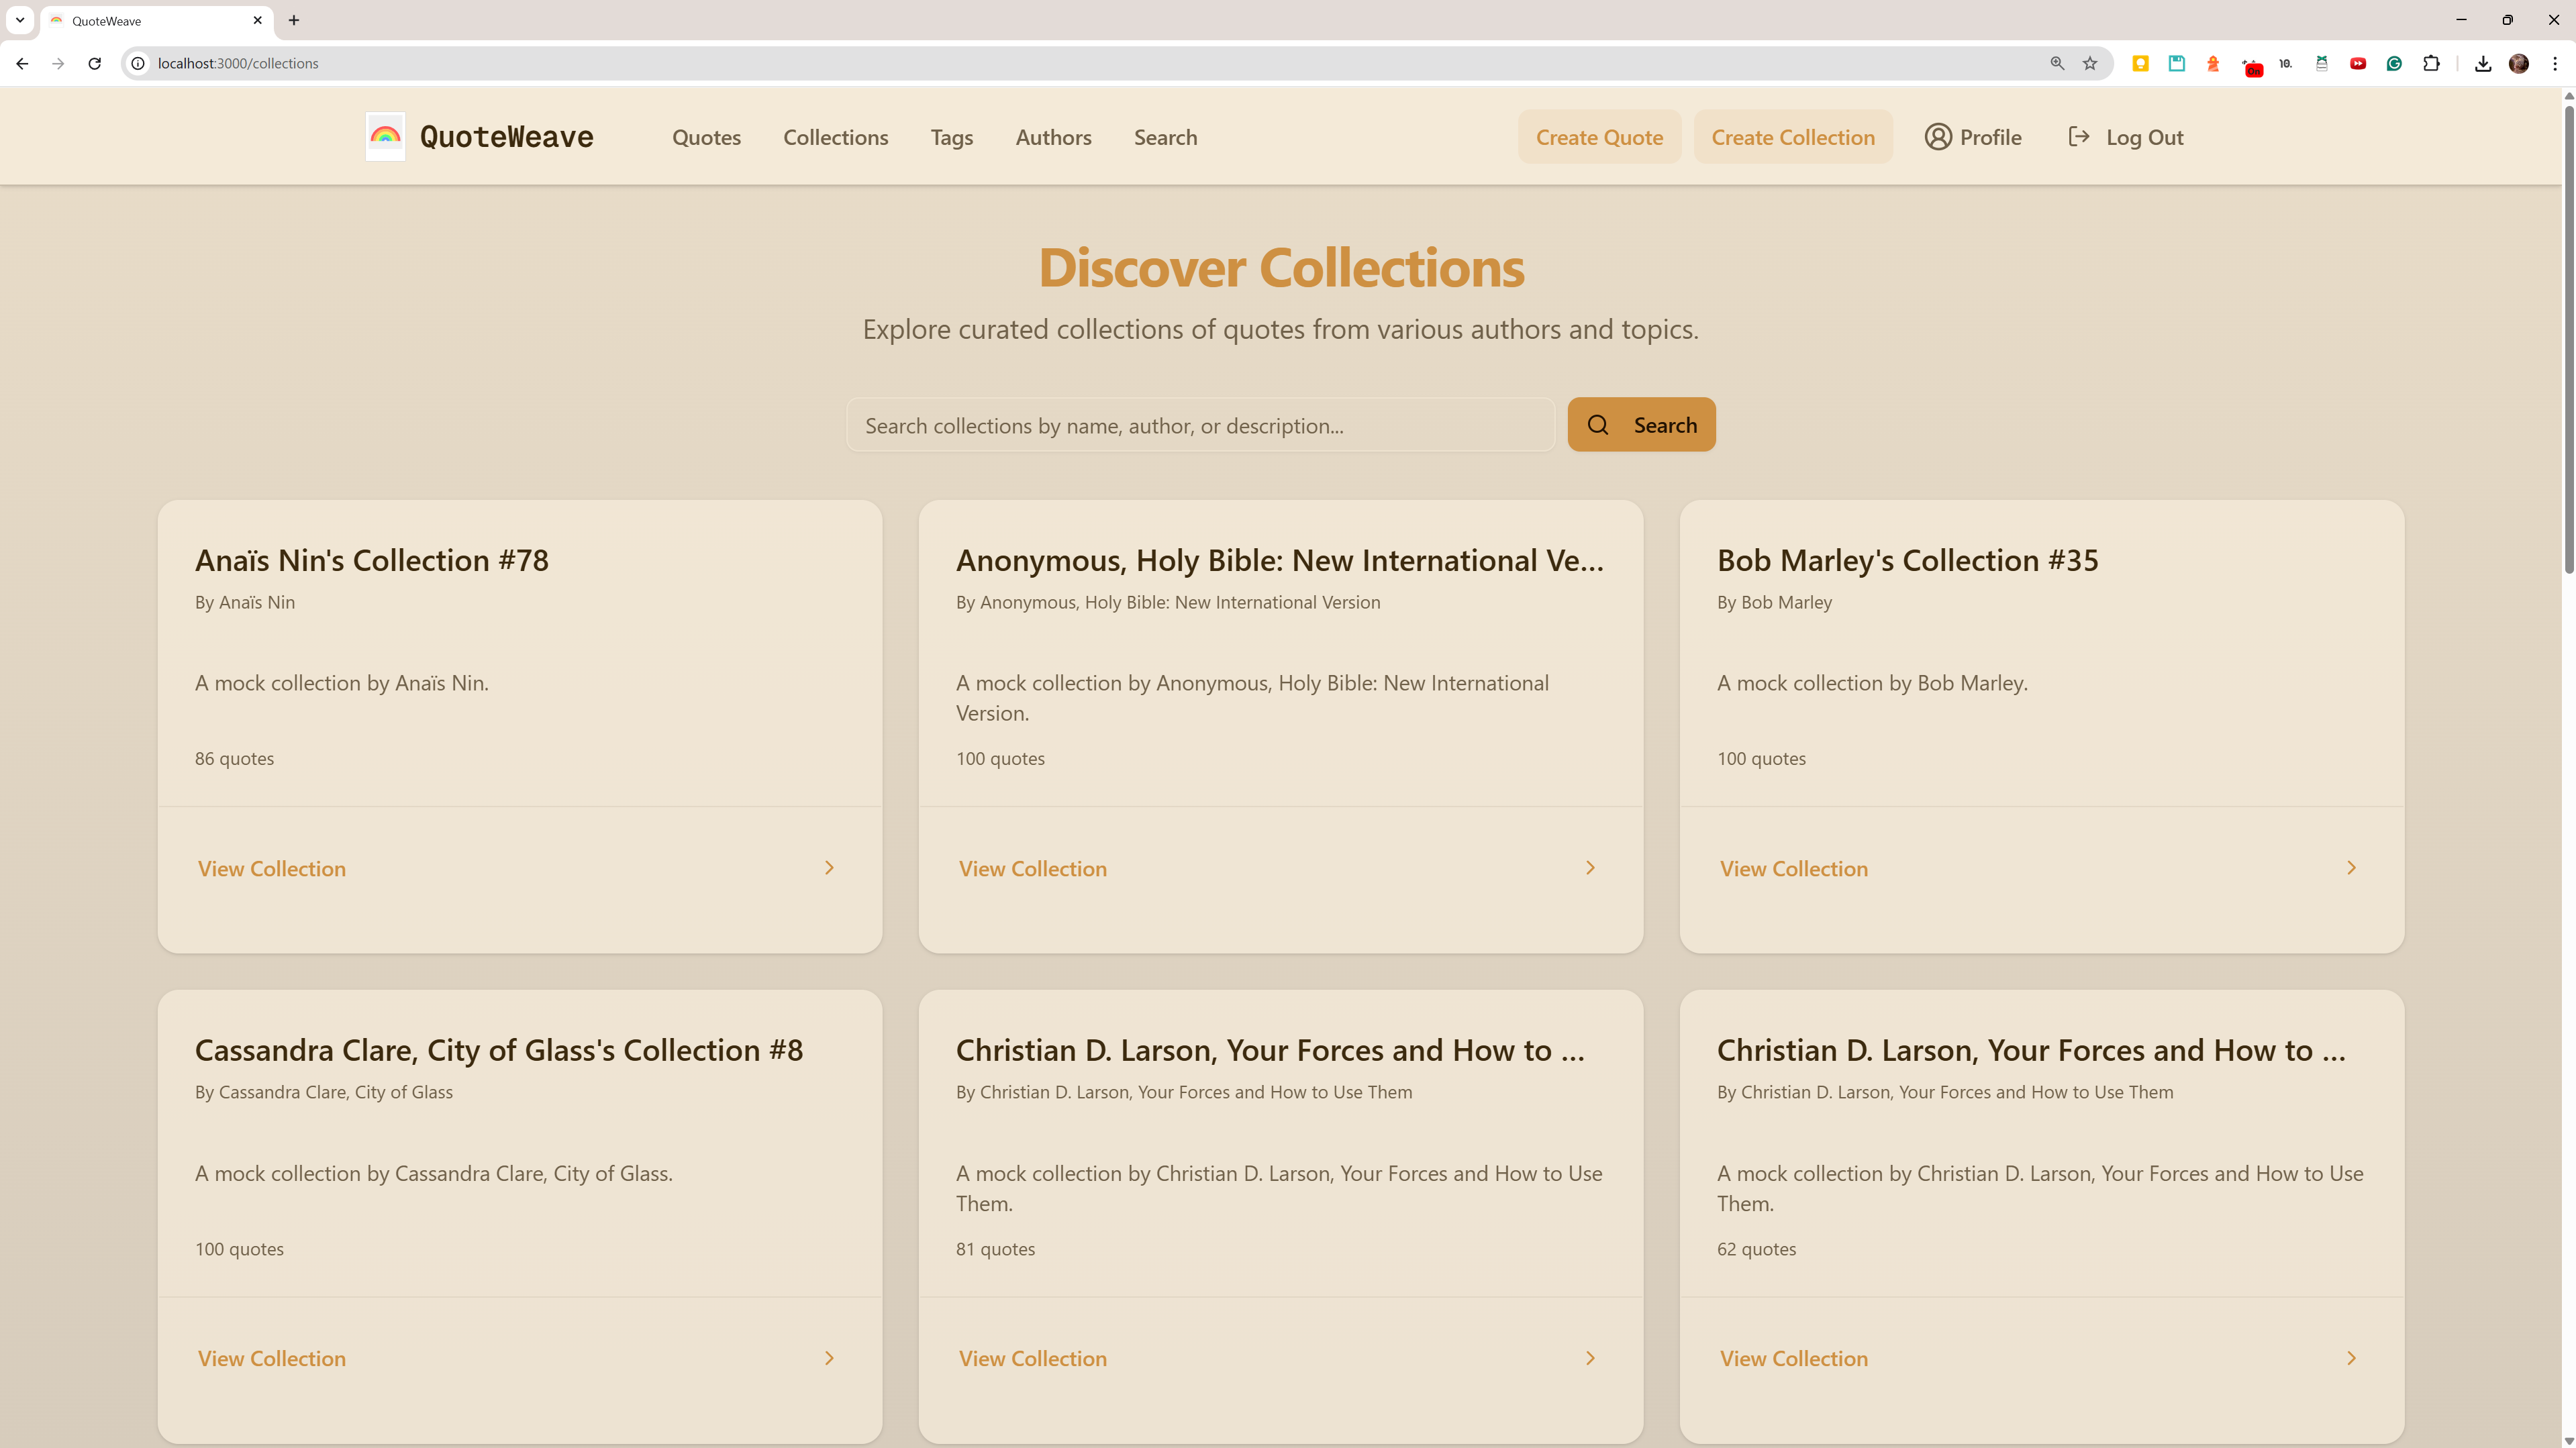 QuoteWeave
localhost:3000/collections
On
10.
QuoteWeave
Quotes
Collections
Tags
Authors
Search
Create Quote
Create Collection
Profile
Log Out
Discover Collections
Explore curated collections of quotes from various authors and topics.
Search collections by name, author, or description...
Search
Anaïs Nin's Collection #78
By Anaïs Nin
A mock collection by Anaïs Nin.
86 quotes
View Collection
Anonymous, Holy Bible: New International Ve...
By Anonymous, Holy Bible: New International Version
A mock collection by Anonymous, Holy Bible: New International
Version.
100 quotes
View Collection
Bob Marley's Collection #35
By Bob Marley
A mock collection by Bob Marley.
100 quotes
View Collection
Cassandra Clare, City of Glass's Collection #8
By Cassandra Clare, City of Glass
A mock collection by Cassandra Clare, City of Glass.
100 quotes
View Collection
Christian D. Larson, Your Forces and How to ...
By Christian D. Larson, Your Forces and How to Use Them
A mock collection by Christian D. Larson, Your Forces and How to Use
Them.
81 quotes
View Collection
Christian D. Larson, Your Forces and How to ...
By Christian D. Larson, Your Forces and How to Use Them
A mock collection by Christian D. Larson, Your Forces and How to Use
Them.
62 quotes
View Collection